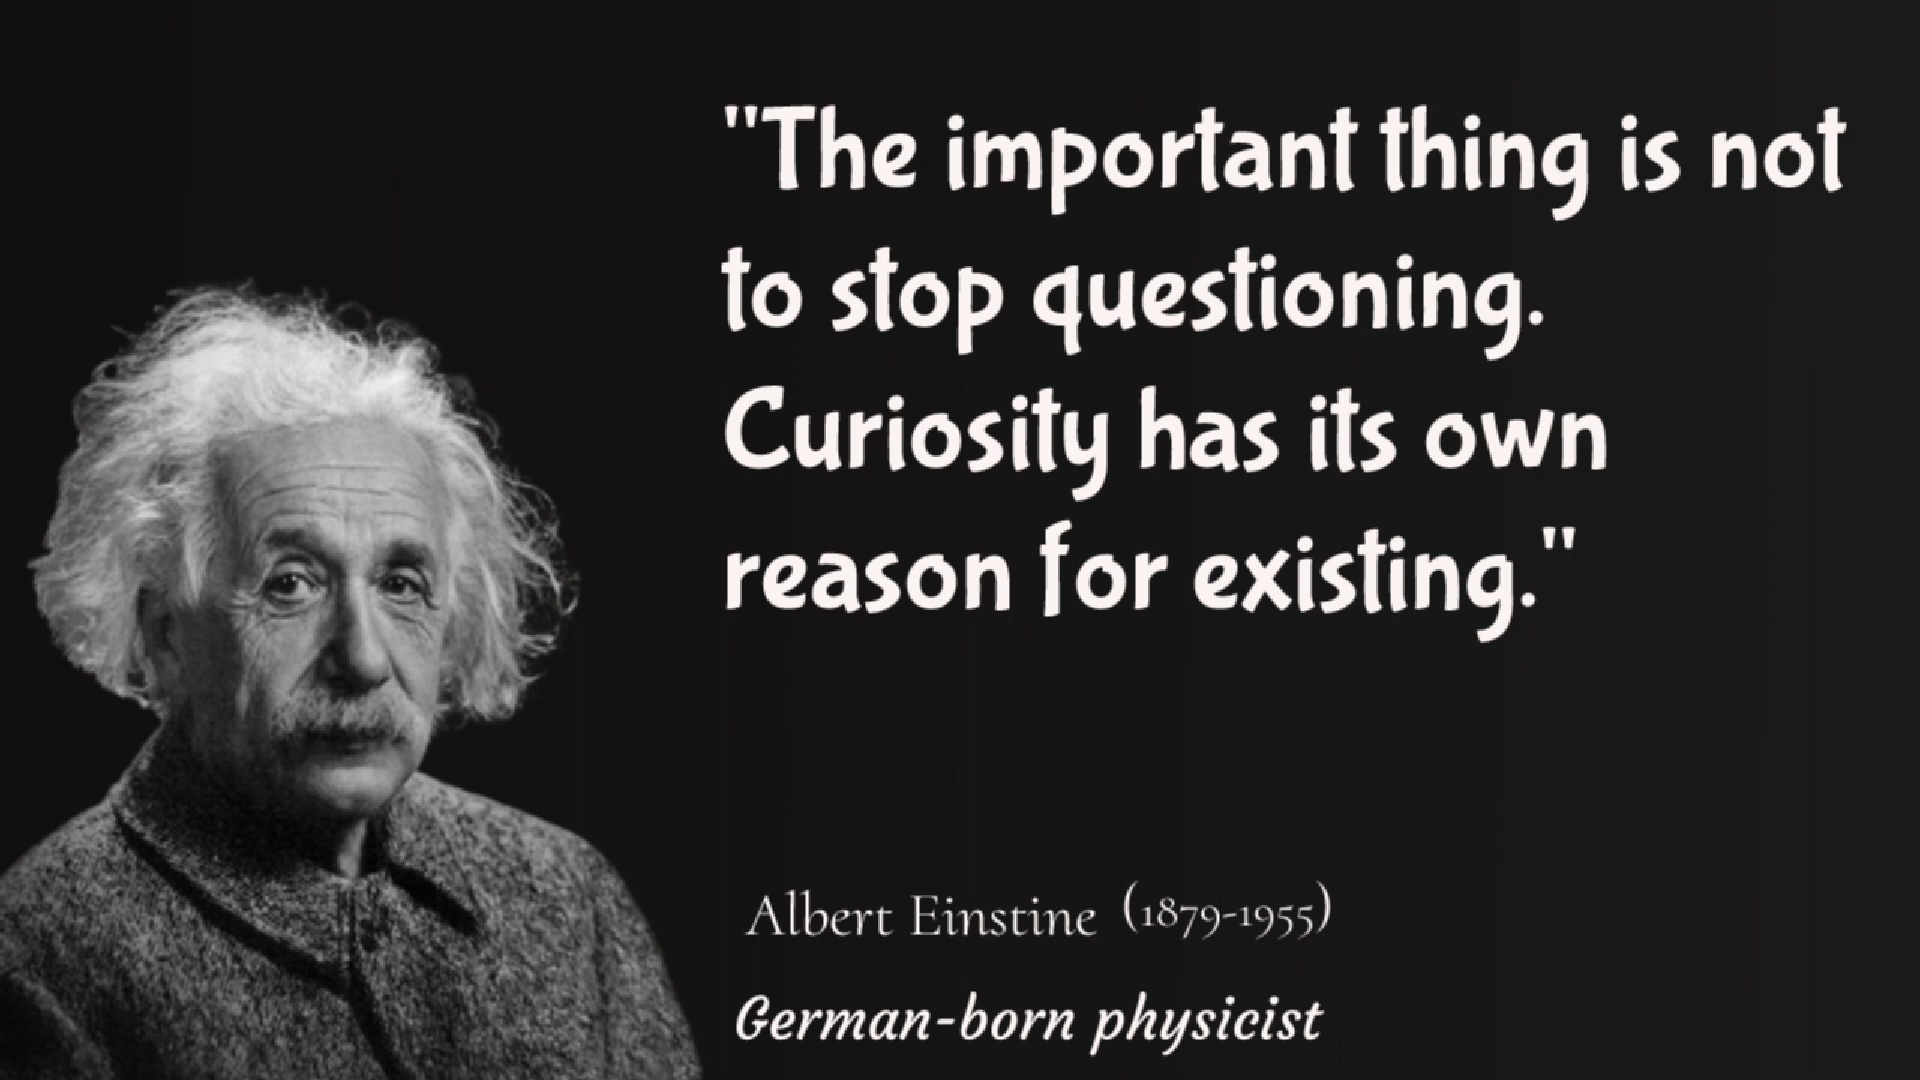 "The important thing is not
to stop questioning.
Curiosity has its own
reason for existing."
Albert Einstine (1879-1955)
German-born physicist